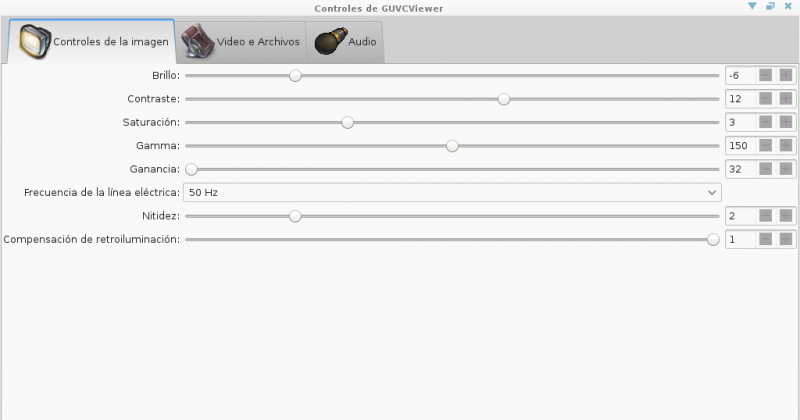 Controles de GUVCViewer
Controles de la imagen Video e Archivos Audio
Brillo: -6
Contraste: 12
Saturación: 3
Gamma: 150
Ganancia: 32
Frecuencia de la línea eléctrica: 50 Hz
Nitidez: 2
Compensación de retroiluminación: 1